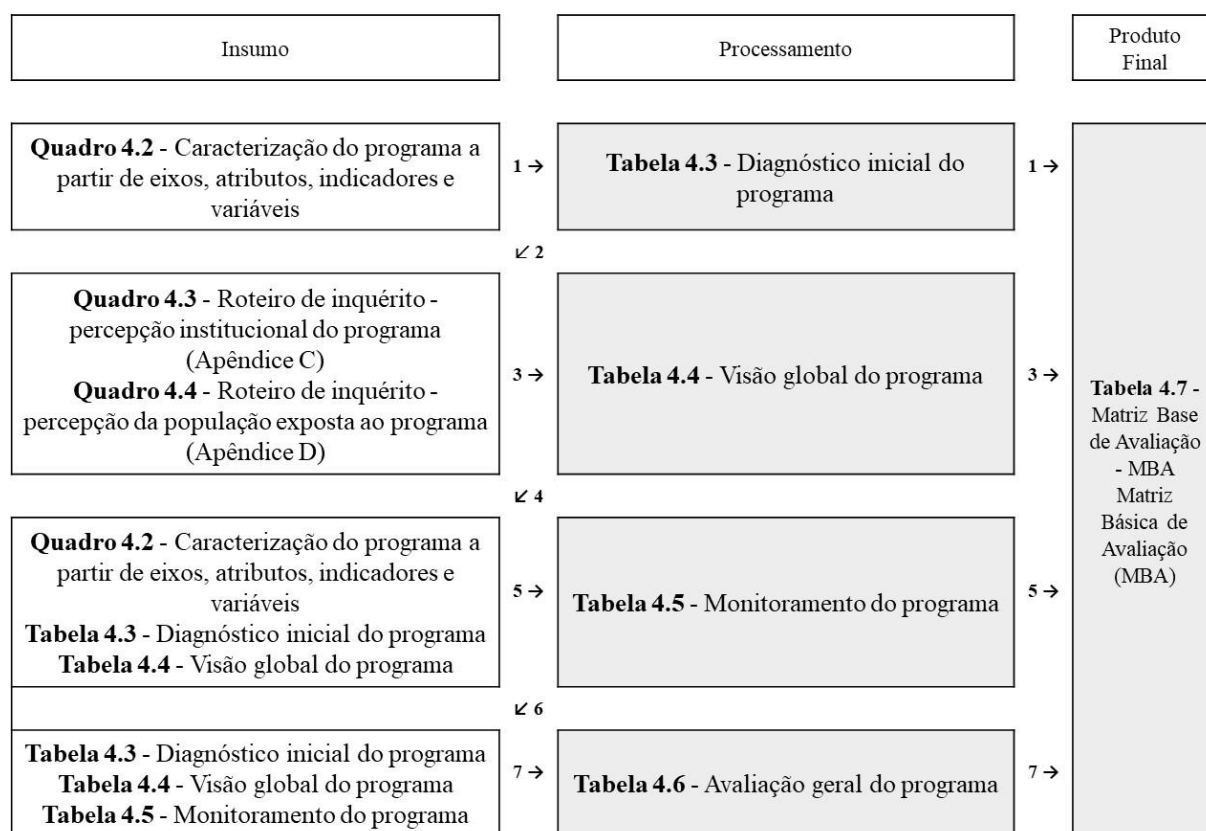 Insumo
Processamento
Produto
Final
Quadro 4.2 - Caracterização do programa a
partir de eixos, atributos, indicadores e
variáveis
1 →
Tabela 4.3 - Diagnóstico inicial do
programa
1 →
↙ 2
Quadro 4.3 - Roteiro de inquérito -
percepção institucional do programa
(Apêndice C)
Quadro 4.4 - Roteiro de inquérito -
percepção da população exposta ao programa
(Apêndice D)
3 →
Tabela 4.4 - Visão global do programa
3 →
↙ 4
Quadro 4.2 - Caracterização do programa a
partir de eixos, atributos, indicadores e
variáveis
Tabela 4.3 - Diagnóstico inicial do programa
Tabela 4.4 - Visão global do programa
5 →
Tabela 4.5 - Monitoramento do programa
5 →
↙ 6
Tabela 4.3 - Diagnóstico inicial do programa
Tabela 4.4 - Visão global do programa
Tabela 4.5 - Monitoramento do programa
7 →
Tabela 4.6 - Avaliação geral do programa
7 →
Tabela 4.7 -
Matriz Base
de Avaliação
- MBA
Matriz
Básica de
Avaliação
(MBA)